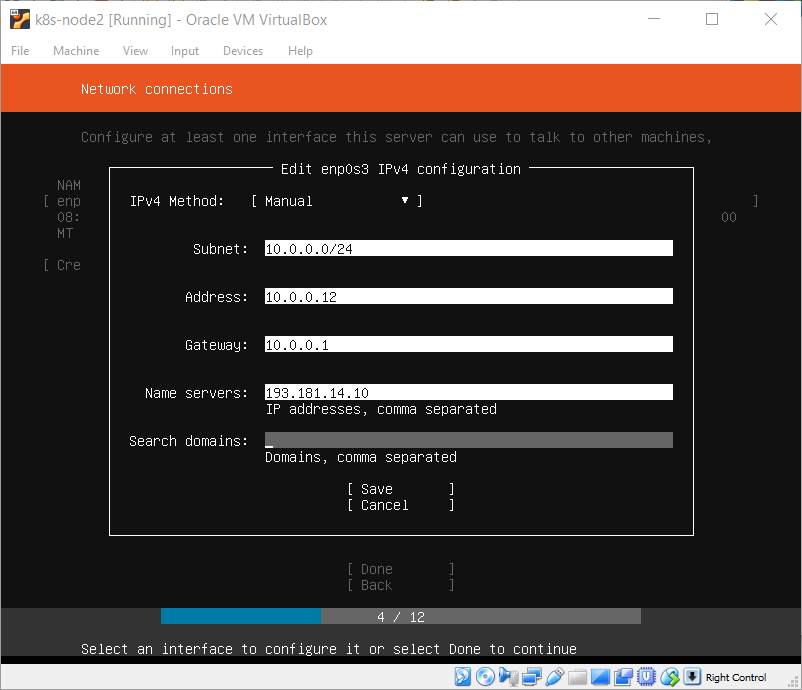 k8s-node2 [Running] - Oracle VM VirtualBox
File Machine View Input Devices Help
Network connections
Configure at least one interface this server can use to talk to other machines,
Edit enp0s3 IPv4 configuration
NAM
[ enp ]
08: 00
MT
[ Cre
IPv4 Method: [ Manual ▼ ]
Subnet: 10.0.0.0/24
Address: 10.0.0.12
Gateway: 10.0.0.1
Name servers: 193.181.14.10
IP addresses, comma separated
Search domains: _
Domains, comma separated
[ Save ]
[ Cancel ]
[ Done ]
[ Back ]
4 / 12
Select an interface to configure it or select Done to continue
Right Control